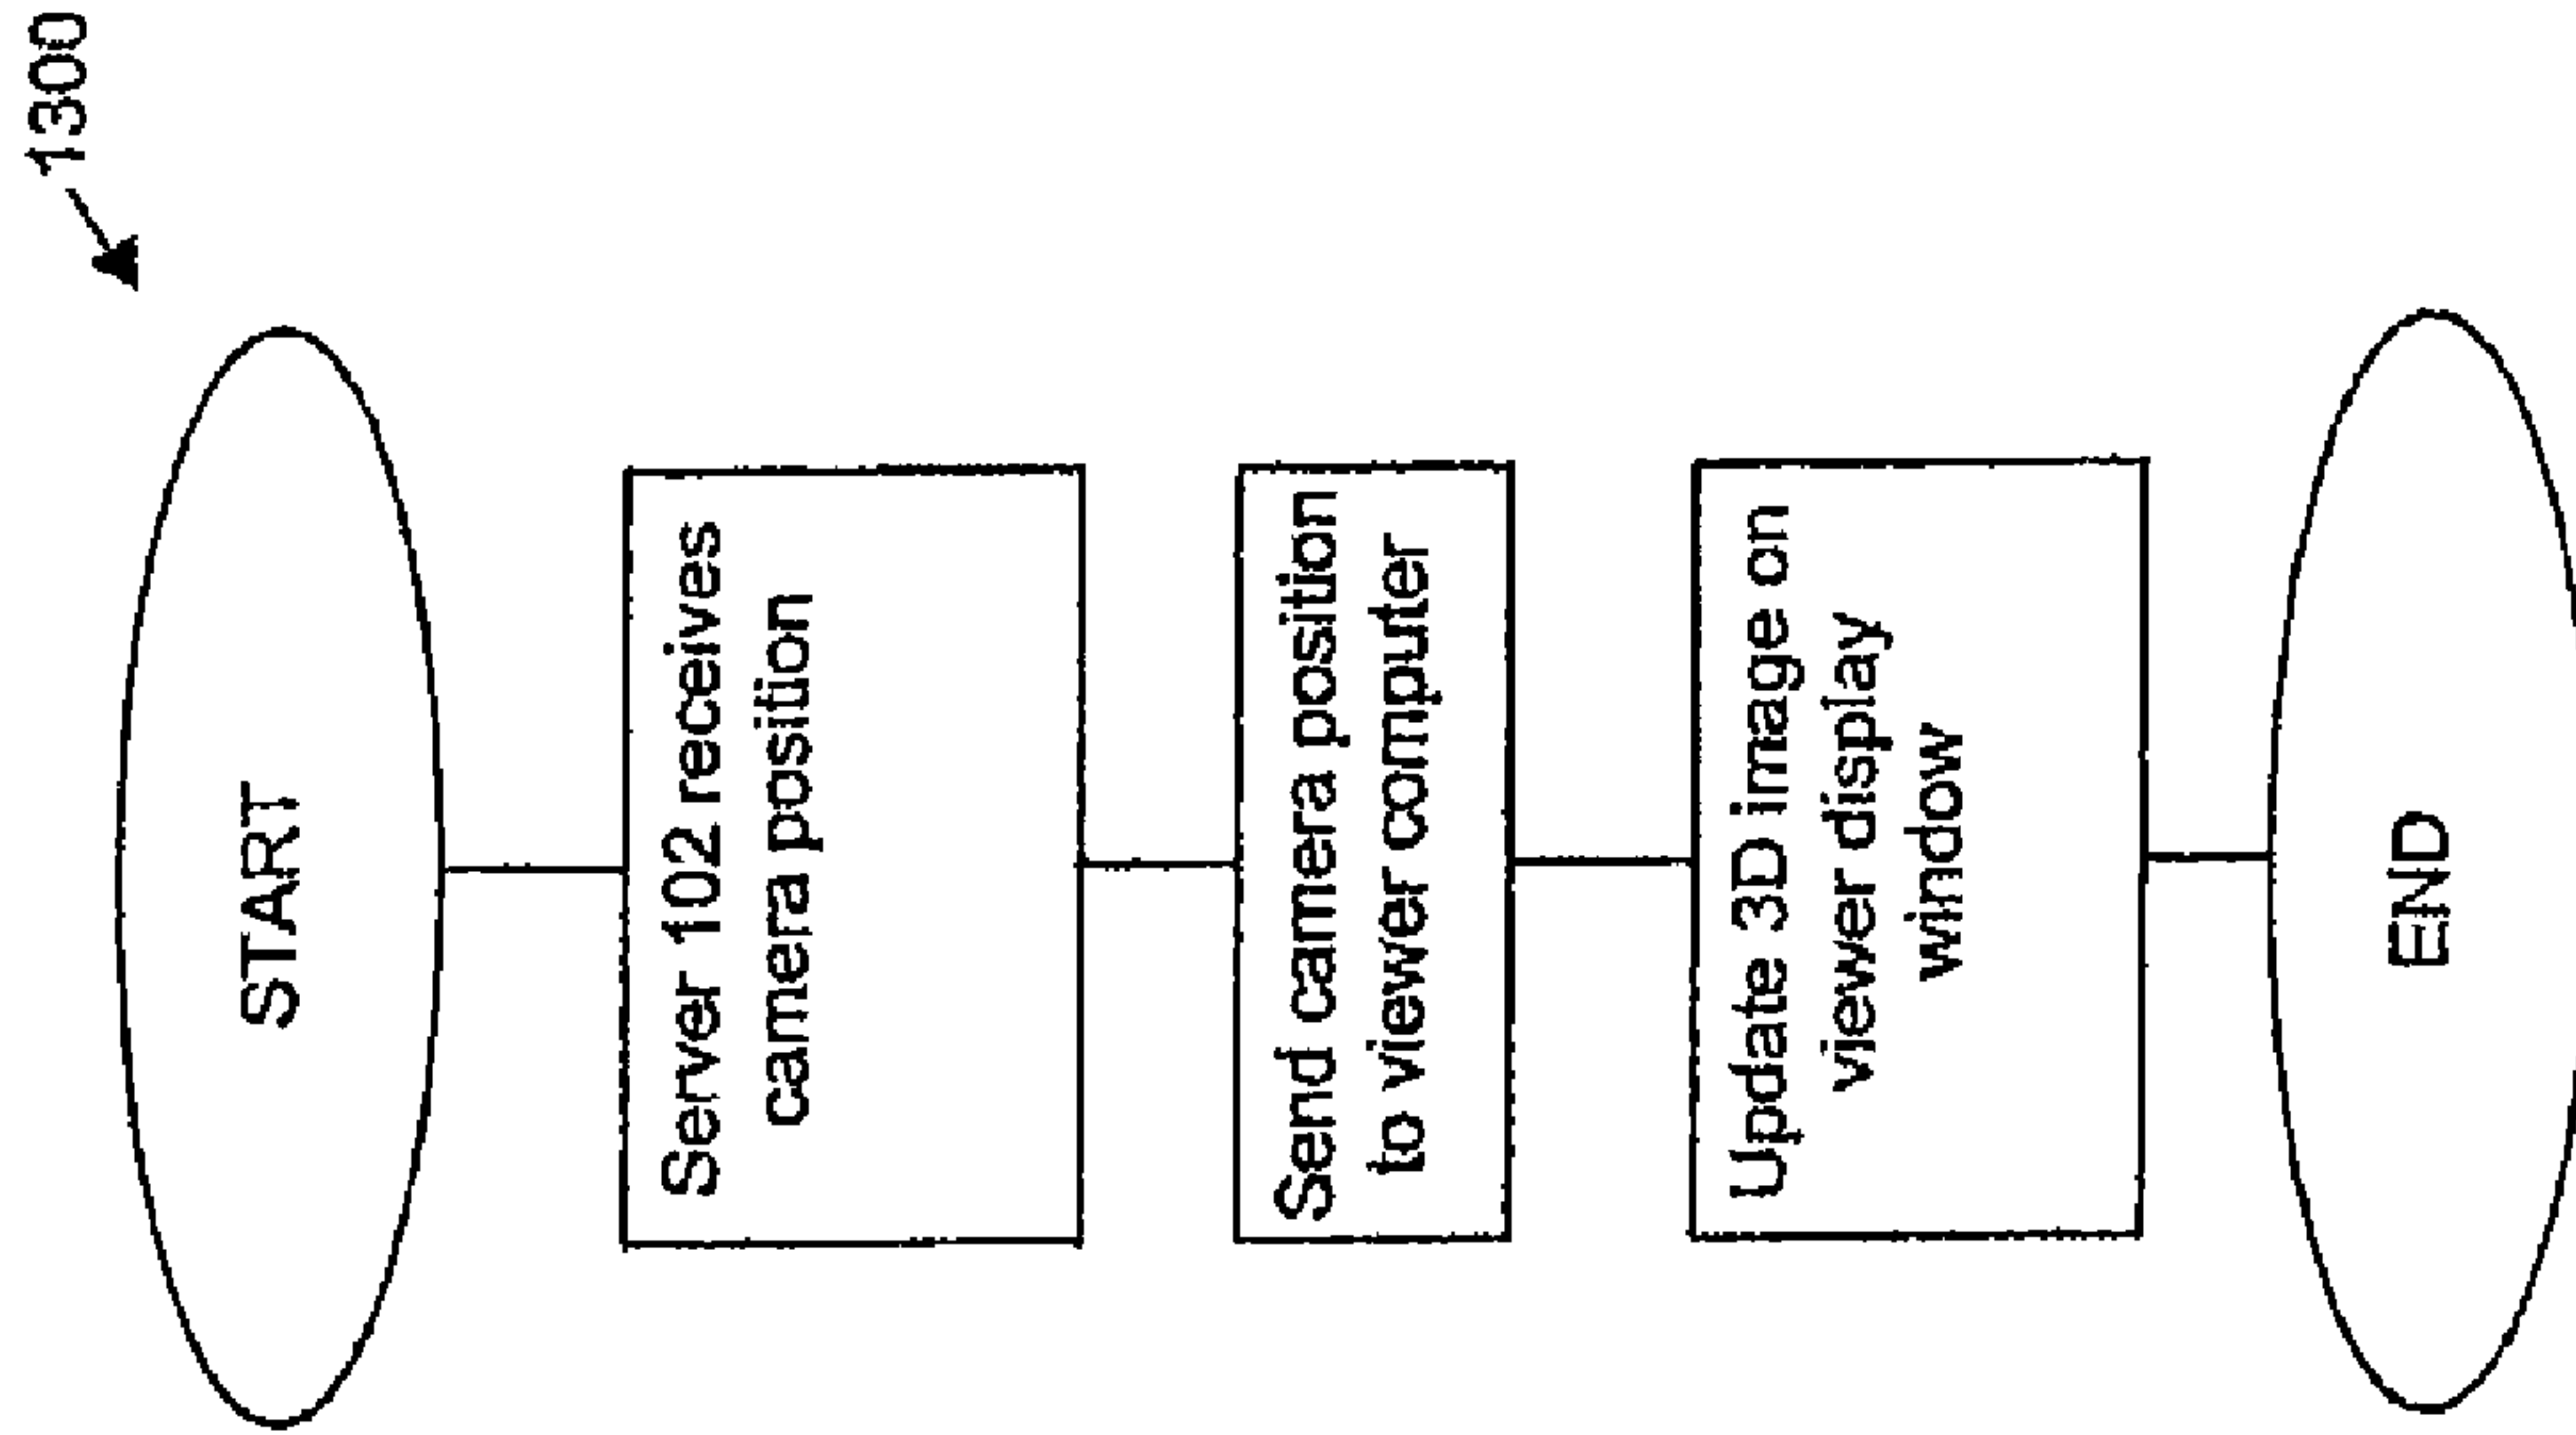 1300
START
Server 102 receives
camera position
Send camera position
to viewer computer
Update 3D image on
viewer display
window
END